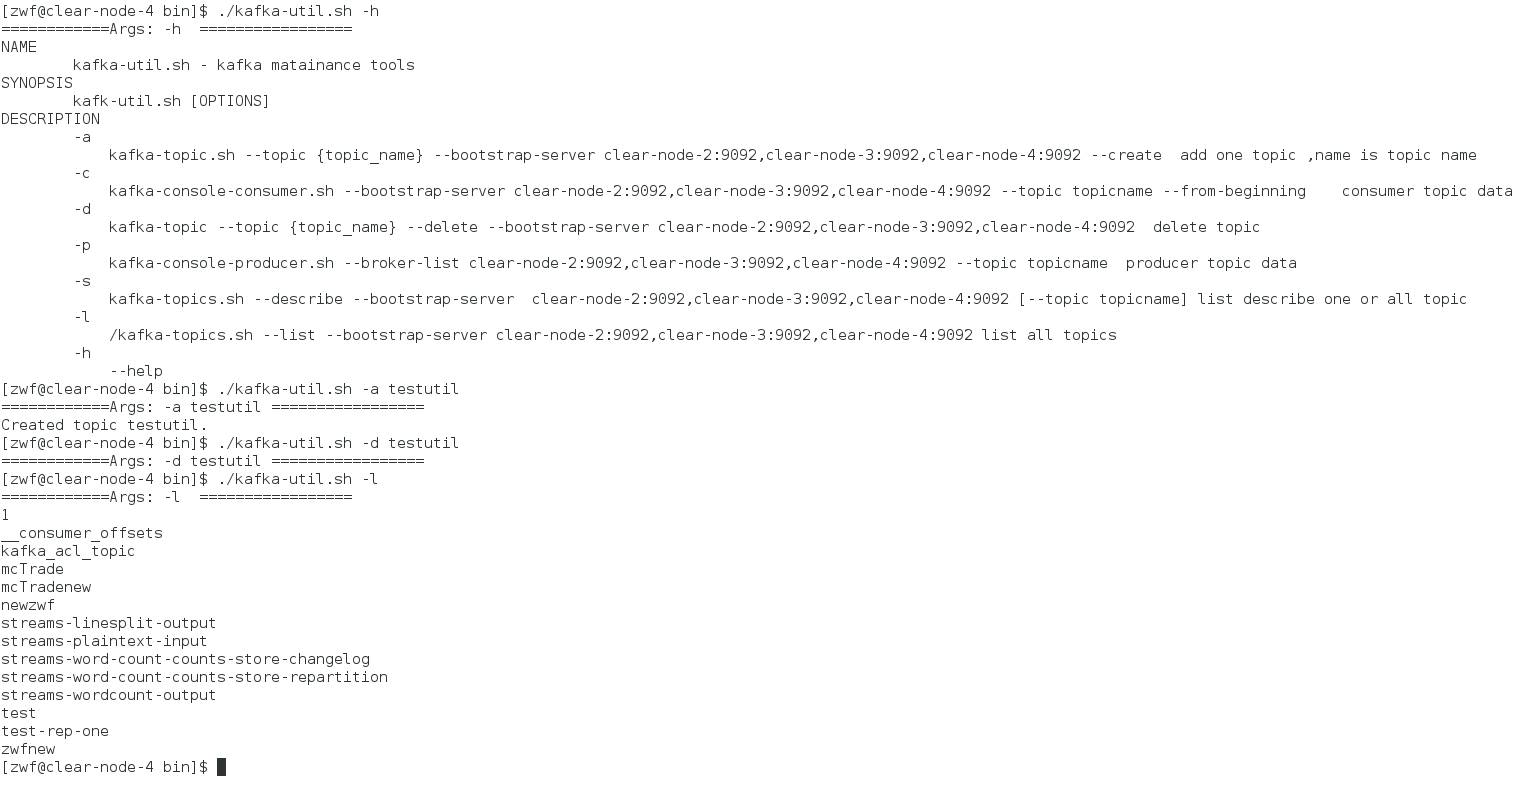 [zwf@clear-node-4 bin]$ ./kafka-util.sh -h
============Args: -h  =================
NAME
        kafka-util.sh - kafka matainance tools
SYNOPSIS
        kafk-util.sh [OPTIONS]
DESCRIPTION
        -a
            kafka-topic.sh --topic {topic_name} --bootstrap-server clear-node-2:9092,clear-node-3:9092,clear-node-4:9092 --create  add one topic ,name is topic name
        -c
            kafka-console-consumer.sh --bootstrap-server clear-node-2:9092,clear-node-3:9092,clear-node-4:9092 --topic topicname --from-beginning    consumer topic data
        -d
            kafka-topic --topic {topic_name} --delete --bootstrap-server clear-node-2:9092,clear-node-3:9092,clear-node-4:9092  delete topic
        -p
            kafka-console-producer.sh --broker-list clear-node-2:9092,clear-node-3:9092,clear-node-4:9092 --topic topicname  producer topic data
        -s
            kafka-topics.sh --describe --bootstrap-server  clear-node-2:9092,clear-node-3:9092,clear-node-4:9092 [--topic topicname] list describe one or all topic
        -l
            /kafka-topics.sh --list --bootstrap-server clear-node-2:9092,clear-node-3:9092,clear-node-4:9092 list all topics
        -h
            --help
[zwf@clear-node-4 bin]$ ./kafka-util.sh -a testutil
============Args: -a testutil =================
Created topic testutil.
[zwf@clear-node-4 bin]$ ./kafka-util.sh -d testutil
============Args: -d testutil =================
[zwf@clear-node-4 bin]$ ./kafka-util.sh -l
============Args: -l  =================
1
__consumer_offsets
kafka_acl_topic
mcTrade
mcTradenew
newzwf
streams-linesplit-output
streams-plaintext-input
streams-word-count-counts-store-changelog
streams-word-count-counts-store-repartition
streams-wordcount-output
test
test-rep-one
zwfnew
[zwf@clear-node-4 bin]$